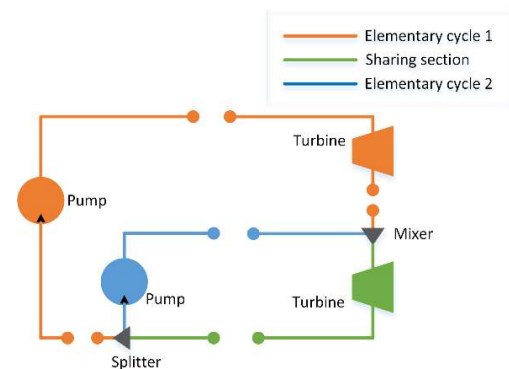 Elementary cycle 1
Sharing section
Elementary cycle 2
Turbine
Pump
Mixer
Pump
Turbine
Splitter